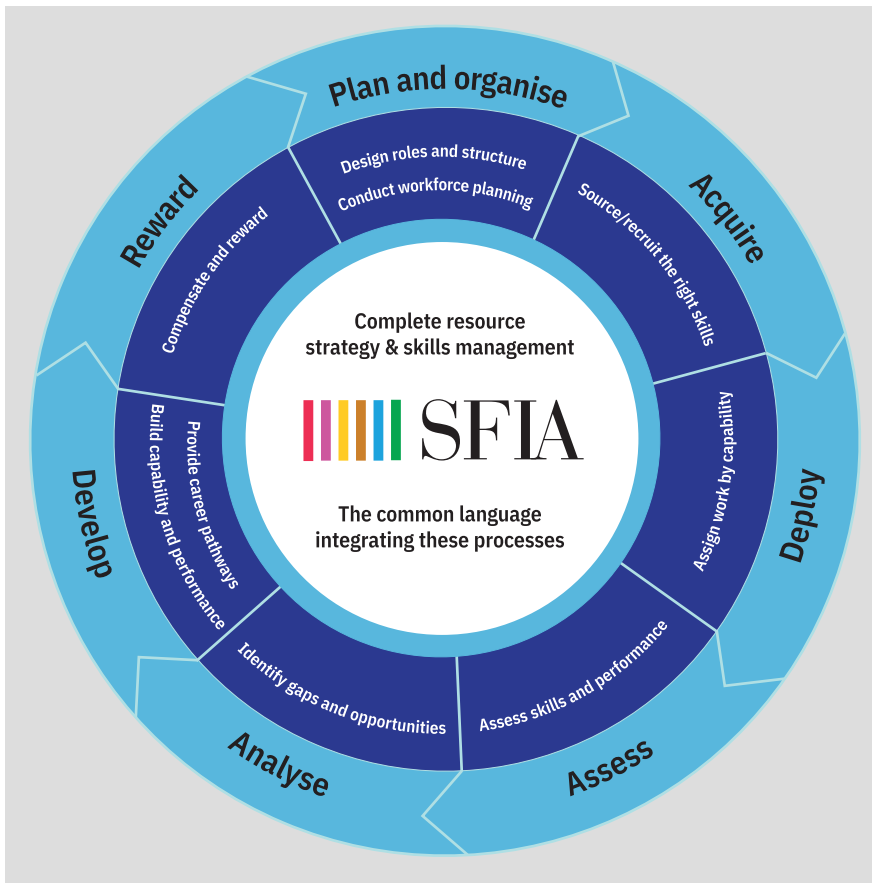 Plan and organise
Design roles and structure
Conduct workforce planning
Acquire
Source/recruit the right skills
Deploy
Assign work by capability
Assess
Assess skills and performance
Analyse
Identify gaps and opportunities
Develop
Provide career pathways
Build capability and performance
Reward
Compensate and reward
Complete resource
strategy & skills management
SFIA
The common language
integrating these processes